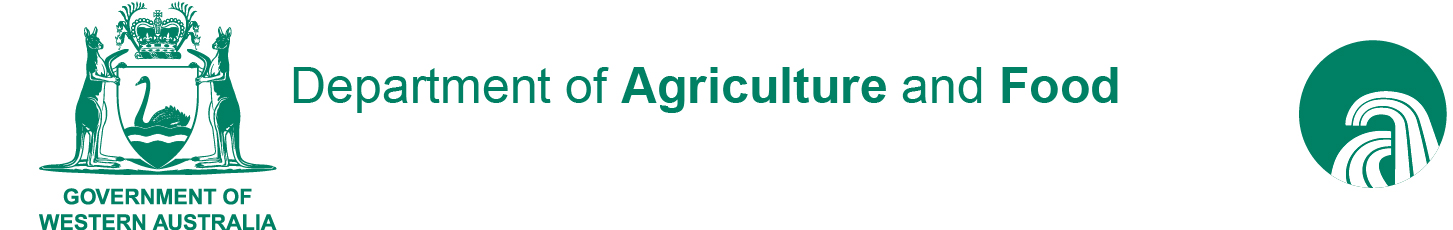 Department of Agriculture and Food
GOVERNMENT OF
WESTERN AUSTRALIA